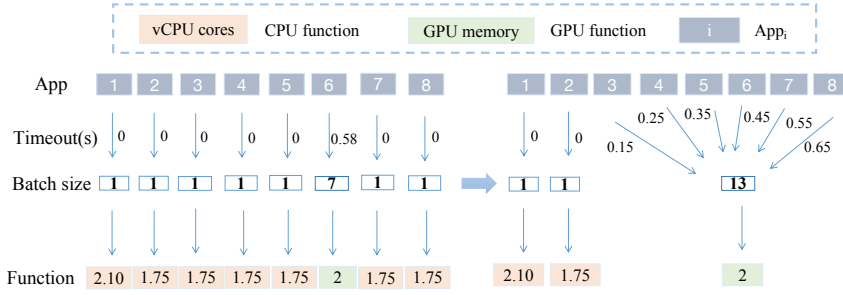 vCPU cores CPU function GPU memory GPU function i Appi
App 1 2 3 4 5 6 7 8 1 2 3 4 5 6 7 8
Timeout(s) 0 0 0 0 0 0.58 0 0 0 0 0.15 0.25 0.35 0.45 0.55 0.65
Batch size 1 1 1 1 1 7 1 1 1 1 13
Function 2.10 1.75 1.75 1.75 1.75 2 1.75 1.75 2.10 1.75 2